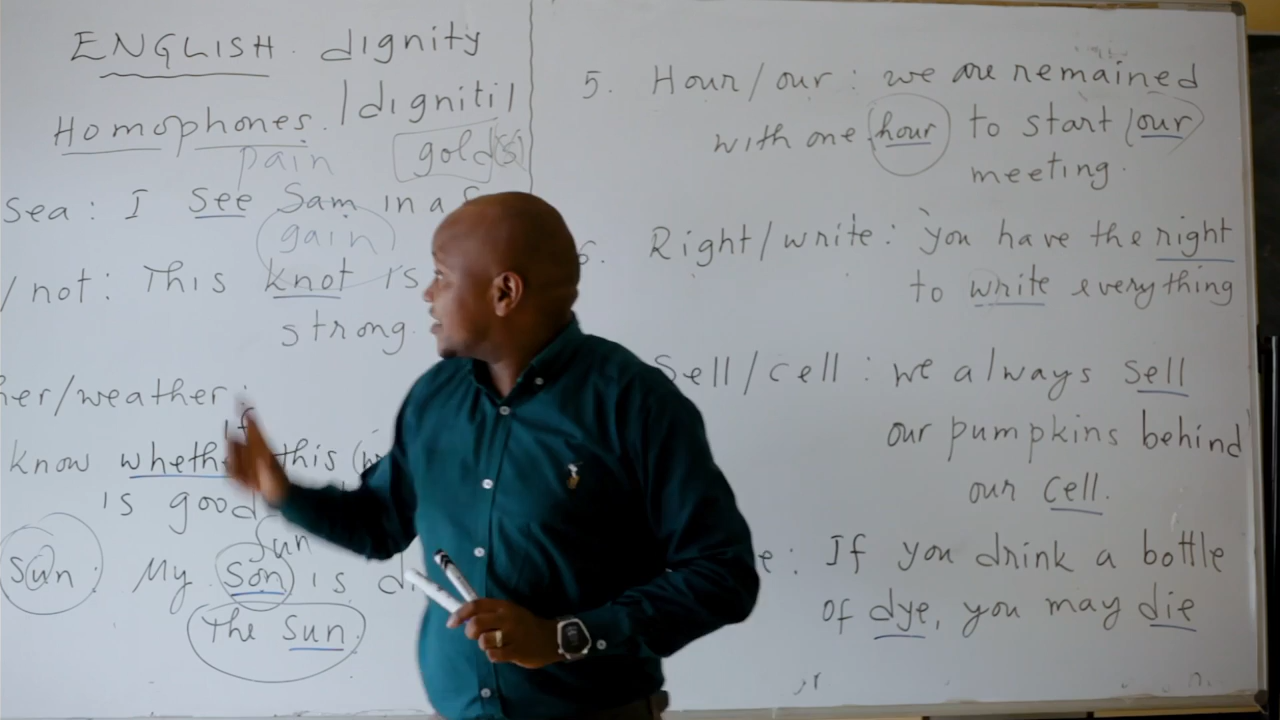 ENGLISH. dignity
Homophones. /digniti/
pain gold(s)
Sea: I see Sam in a
gain
/ not: This knot is
strong.
her/weather:
If
know whether this
is good
Sun
sun. My son is
The sun.
5. Hour/our: we are remained
with one hour to start /our
meeting.
6. Right/write: you have the right
to write everything
Sell/cell: we always sell
our pumpkins behind
our cell.
e: If you drink a bottle
of dye, you may die